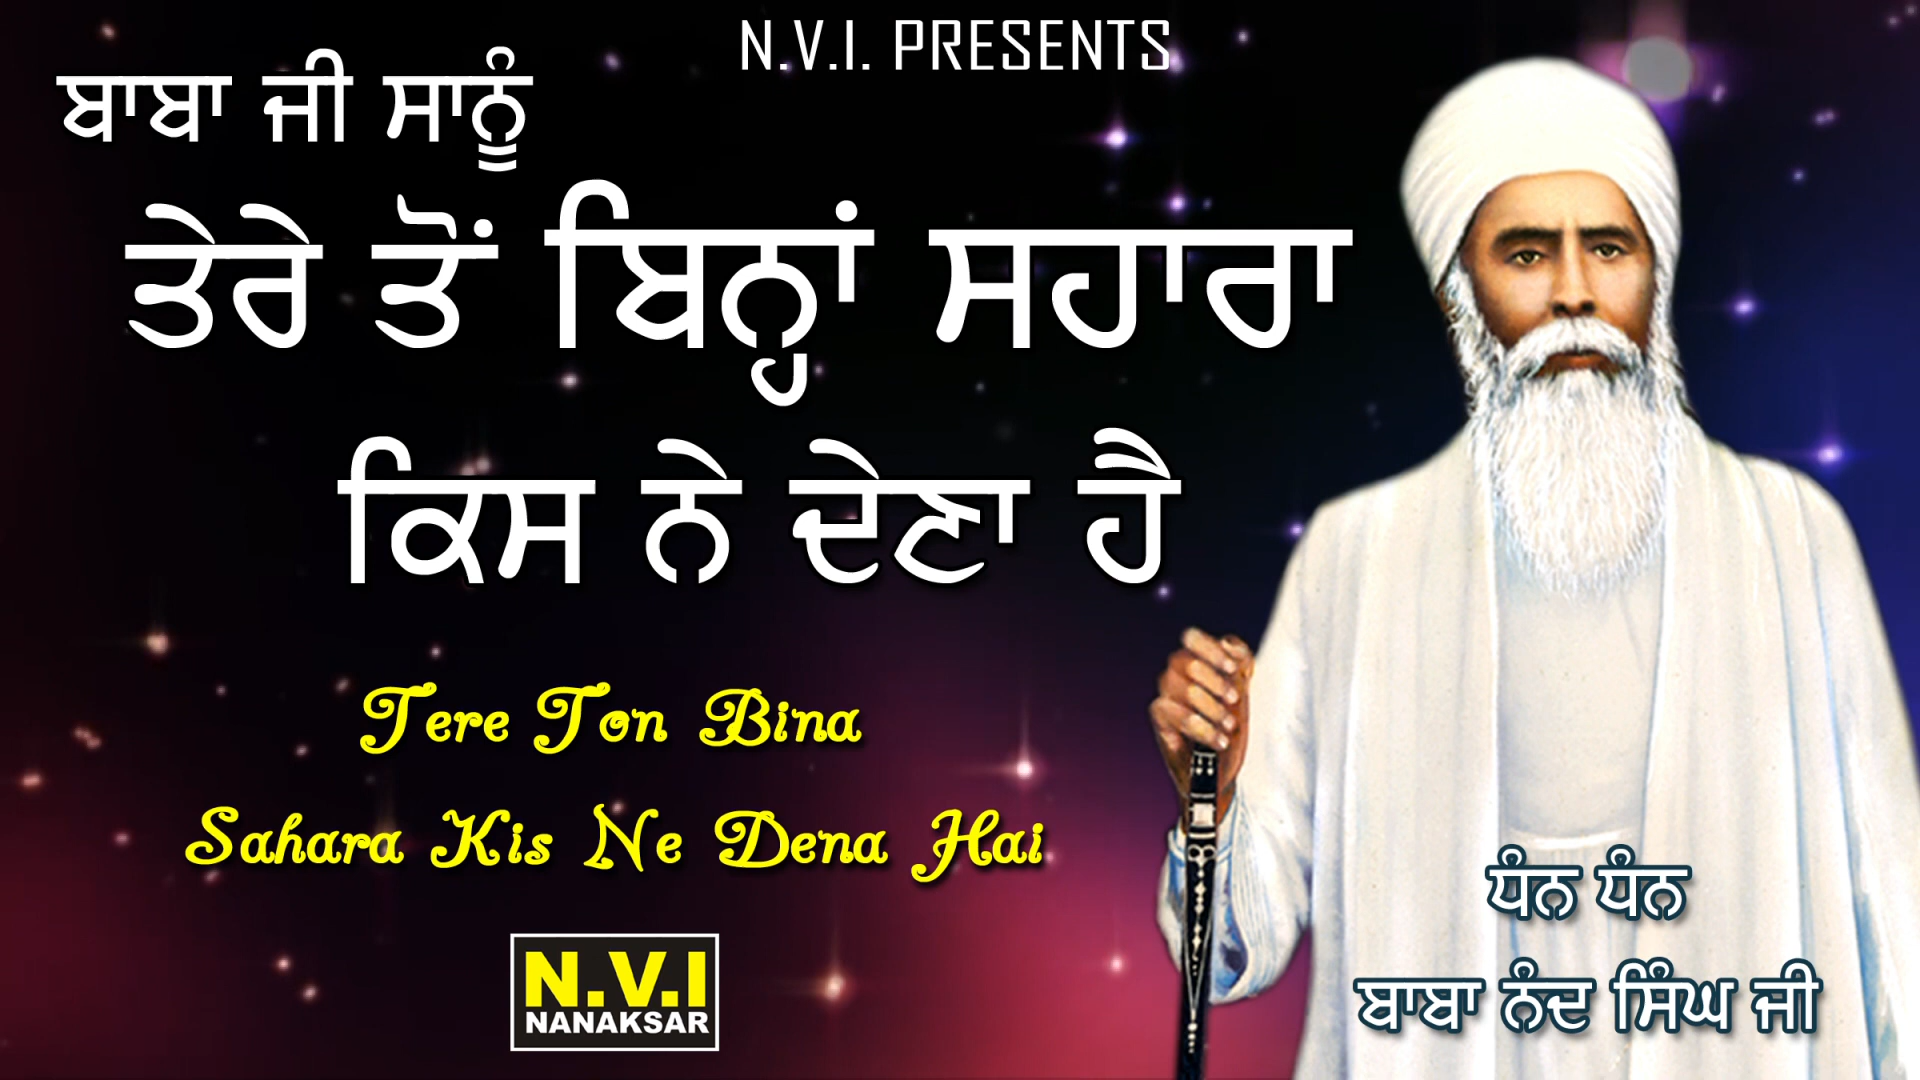 N.V.I. PRESENTS
ਬਾਬਾ ਜੀ ਸਾਨੂੰ
ਤੇਰੇ ਤੋਂ ਬਿਨ੍ਹਾਂ ਸਹਾਰਾ
ਕਿਸ ਨੇ ਦੇਣਾ ਹੈ
Tere Ton Bina
Sahara Kis Ne Dena Hai
N.V.I
NANAKSAR
ਧੰਨ ਧੰਨ
ਬਾਬਾ ਨੰਦ ਸਿੰਘ ਜੀ